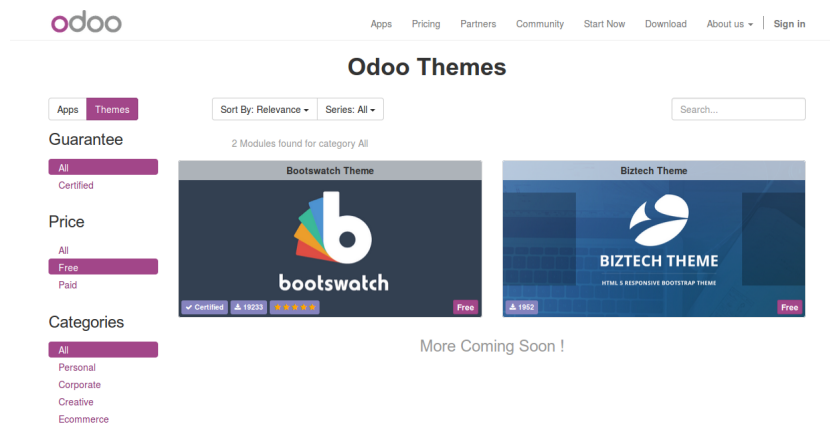 odoo
Apps Pricing Partners Community Start Now Download About us Sign in
Odoo Themes
Apps Themes
Sort By: Relevance Series: All
Search...
Guarantee
All
Certified
Price
All
Free
Paid
Categories
All
Personal
Corporate
Creative
Ecommerce
2 Modules found for category All
Bootswatch Theme
b
bootswatch
Certified 19233 Free
Biztech Theme
BIZTECH THEME
HTML 5 RESPONSIVE BOOTSTRAP THEME
1952 Free
More Coming Soon !